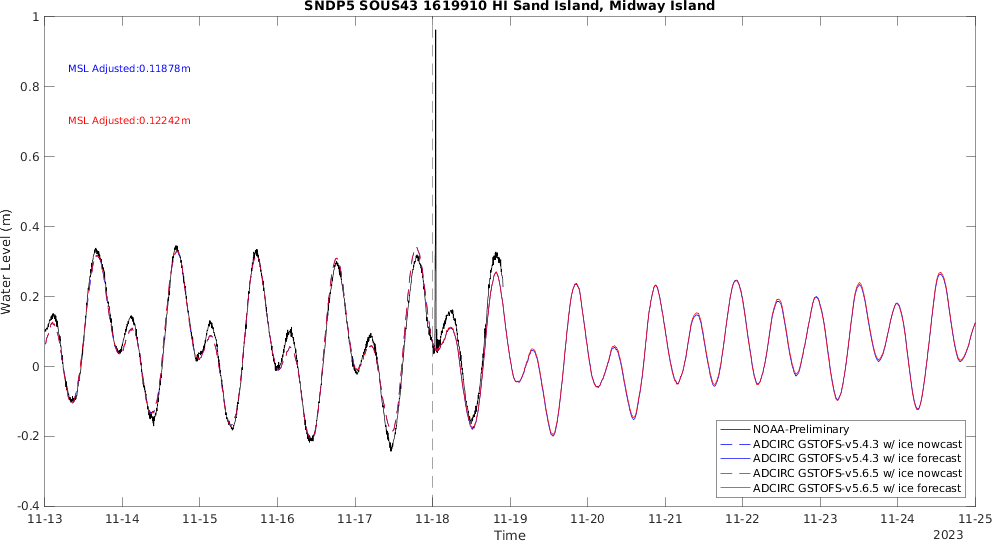 SNDP5 SOUS43 1619910 HI Sand Island, Midway Island
1
0.8
0.6
0.4
0.2
0
-0.2
-0.4
Water Level (m)
MSL Adjusted:0.11878m
MSL Adjusted:0.12242m
NOAA-Preliminary
ADCIRC GSTOFS-v5.4.3 w/ ice nowcast
ADCIRC GSTOFS-v5.4.3 w/ ice forecast
ADCIRC GSTOFS-v5.6.5 w/ ice nowcast
ADCIRC GSTOFS-v5.6.5 w/ ice forecast
11-13 11-14 11-15 11-16 11-17 11-18 11-19 11-20 11-21 11-22 11-23 11-24 11-25
Time
2023